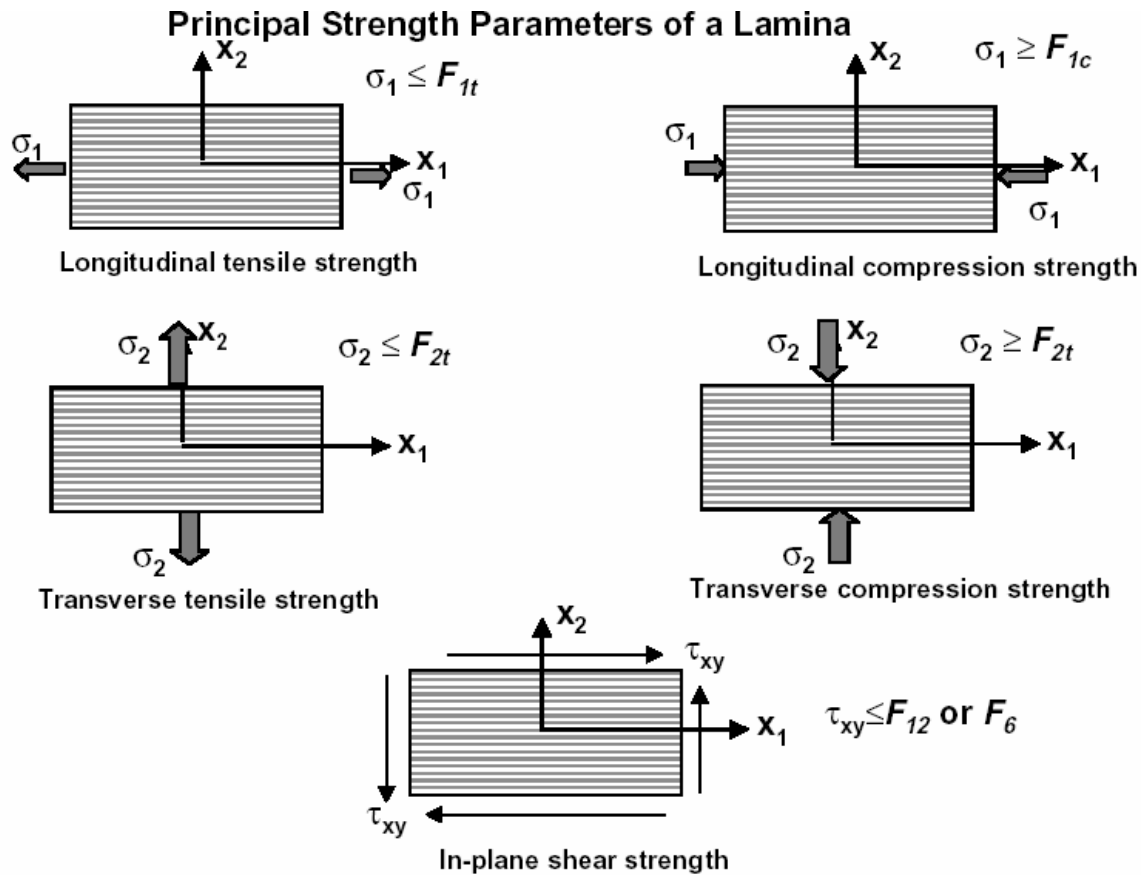 Principal Strength Parameters of a Lamina
x₂
σ₁ ≤ F₁t
σ₁
x₁
σ₁
Longitudinal tensile strength
x₂
σ₁ ≥ F₁c
σ₁
x₁
σ₁
Longitudinal compression strength
σ₂
x₂
σ₂ ≤ F₂t
x₁
σ₂
Transverse tensile strength
σ₂
x₂
σ₂ ≥ F₂t
x₁
σ₂
Transverse compression strength
x₂
τxy
x₁
τxy≤F₁₂ or F₆
τxy
In-plane shear strength